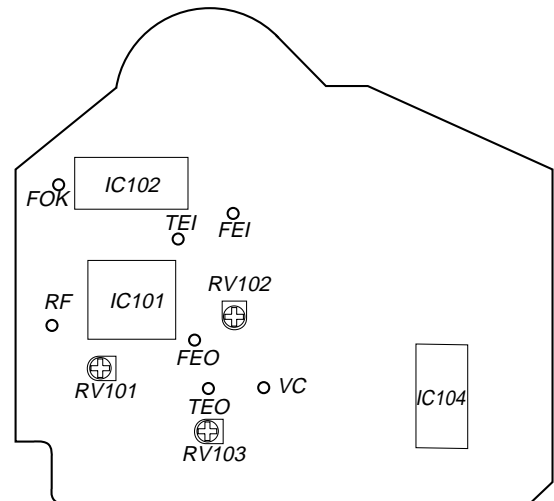 IC102
FOK
TEI
FEI
RF
IC101
RV102
FEO
RV101
TEO
VC
IC104
RV103